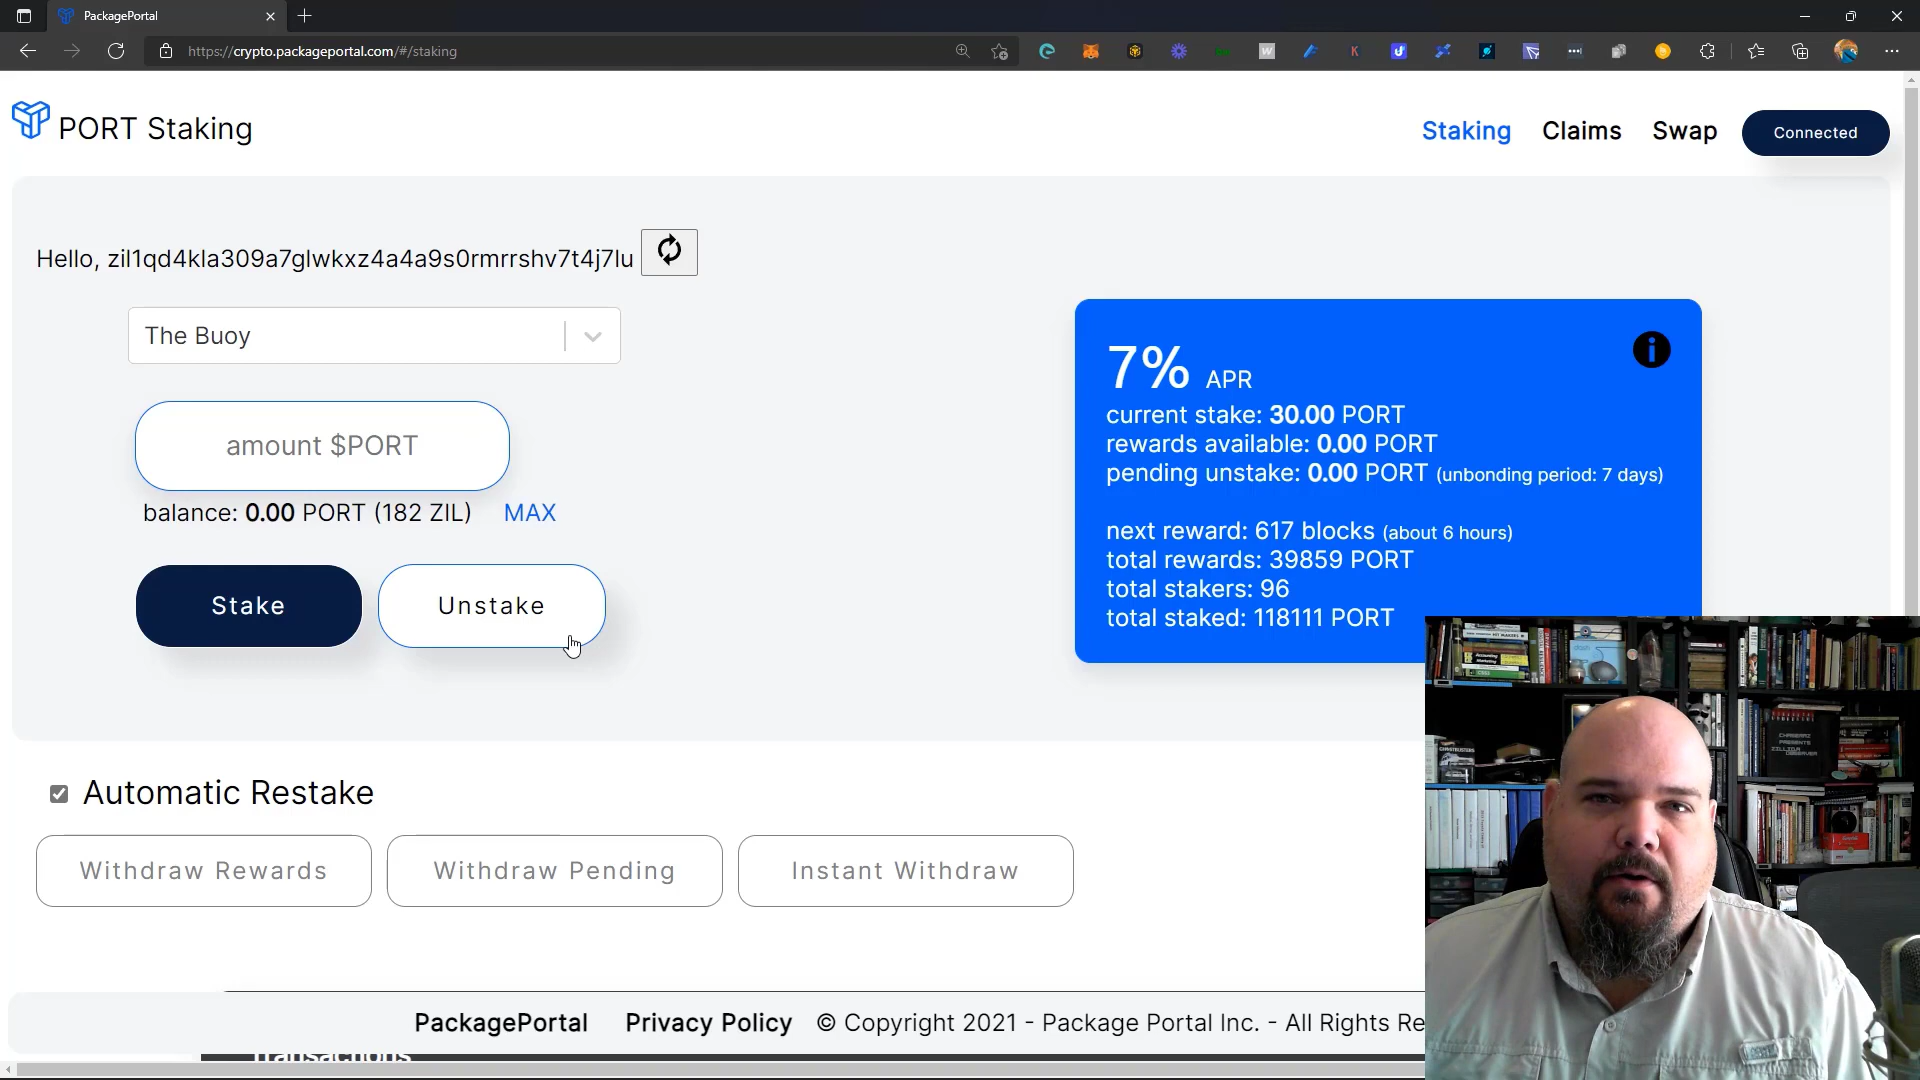 PackagePortal
https://crypto.packageportal.com/#/staking
PORT Staking
Staking
Claims
Swap
Connected
Hello, zil1qd4kla309a7glwkxz4a4a9s0rmrrshv7t4j7lu
The Buoy
amount $PORT
balance: 0.00 PORT (182 ZIL)
MAX
Stake
Unstake
7% APR
current stake: 30.00 PORT
rewards available: 0.00 PORT
pending unstake: 0.00 PORT (unbonding period: 7 days)
next reward: 617 blocks (about 6 hours)
total rewards: 39859 PORT
total stakers: 96
total staked: 118111 PORT
Automatic Restake
Withdraw Rewards
Withdraw Pending
Instant Withdraw
PackagePortal
Privacy Policy
© Copyright 2021 - Package Portal Inc. - All Rights Re
Transactions